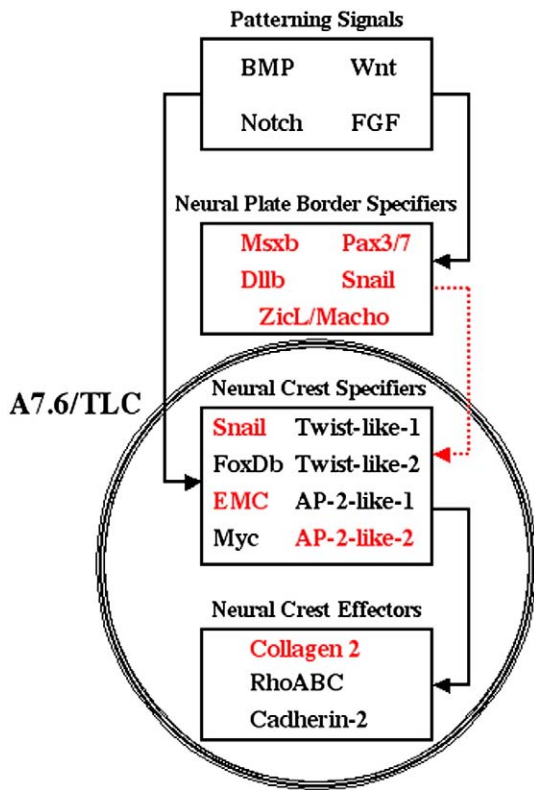 Patterning Signals
BMP Wnt
Notch FGF
Neural Plate Border Specifiers
Msxb Pax3/7
Dllb Snail
ZicL/Macho
A7.6/TLC
Neural Crest Specifiers
Snail Twist-like-1
FoxDb Twist-like-2
EMC AP-2-like-1
Myc AP-2-like-2
Neural Crest Effectors
Collagen 2
RhoABC
Cadherin-2